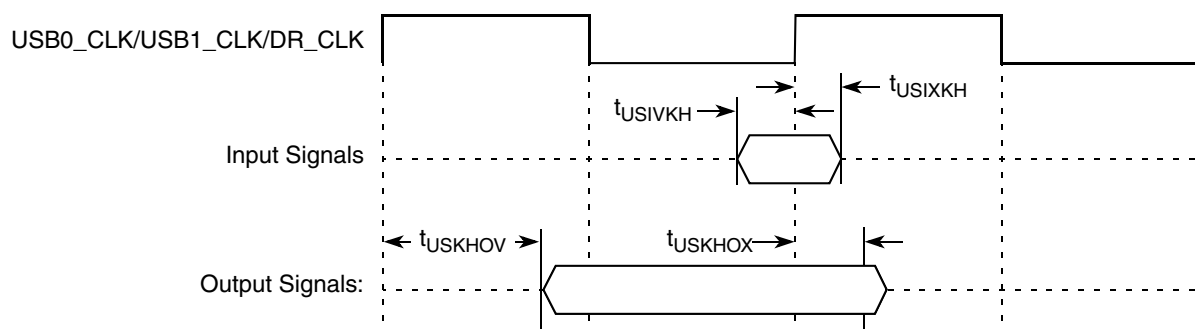 USB0_CLK/USB1_CLK/DR_CLK
tUSIXKH
tUSIVKH
Input Signals
tUSKHOV
tUSKHOX
Output Signals: